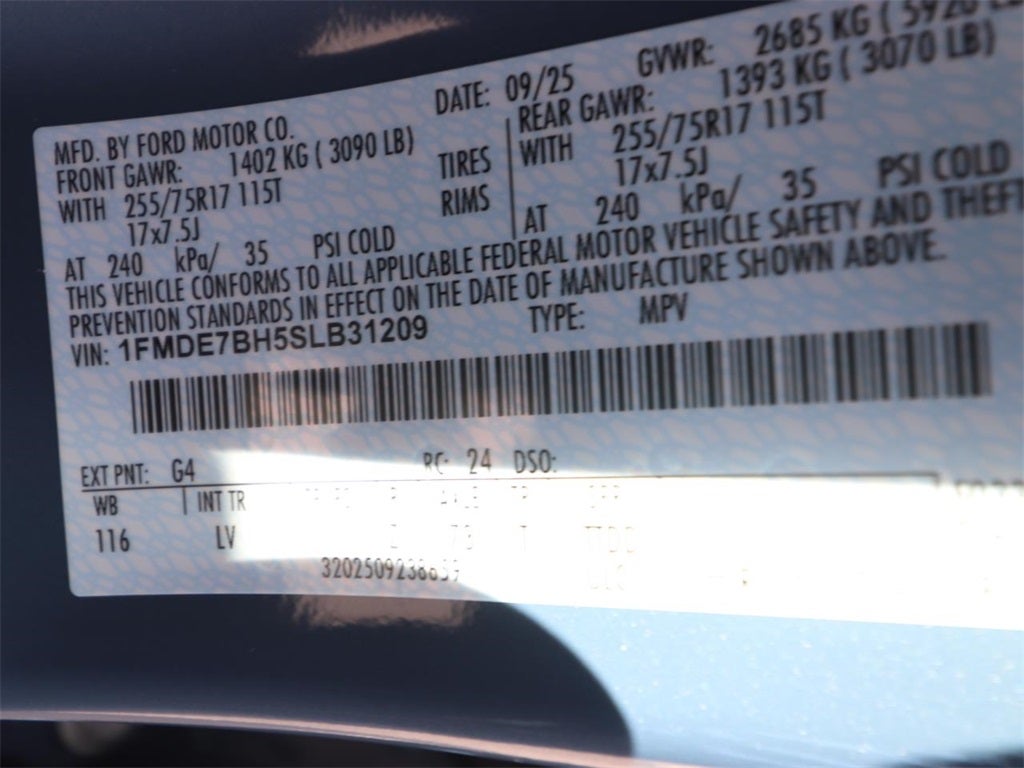 MFD. BY FORD MOTOR CO. DATE: 09/25 GVWR: 2685 KG ( 5920
FRONT GAWR: 1402 KG ( 3090 LB) REAR GAWR: 1393 KG ( 3070 LB)
WITH 255/75R17 115T TIRES WITH 255/75R17 115T
17x7.5J RIMS 17x7.5J
AT 240 kPa/ 35 PSI COLD AT 240 kPa/ 35 PSI COLD
THIS VEHICLE CONFORMS TO ALL APPLICABLE FEDERAL MOTOR VEHICLE SAFETY AND THEFT
PREVENTION STANDARDS IN EFFECT ON THE DATE OF MANUFACTURE SHOWN ABOVE.
VIN: 1FMDE7BH5SLB31209 TYPE: MPV
EXT PNT: G4 RC: 24 DSO:
WB INT TR
116 LV